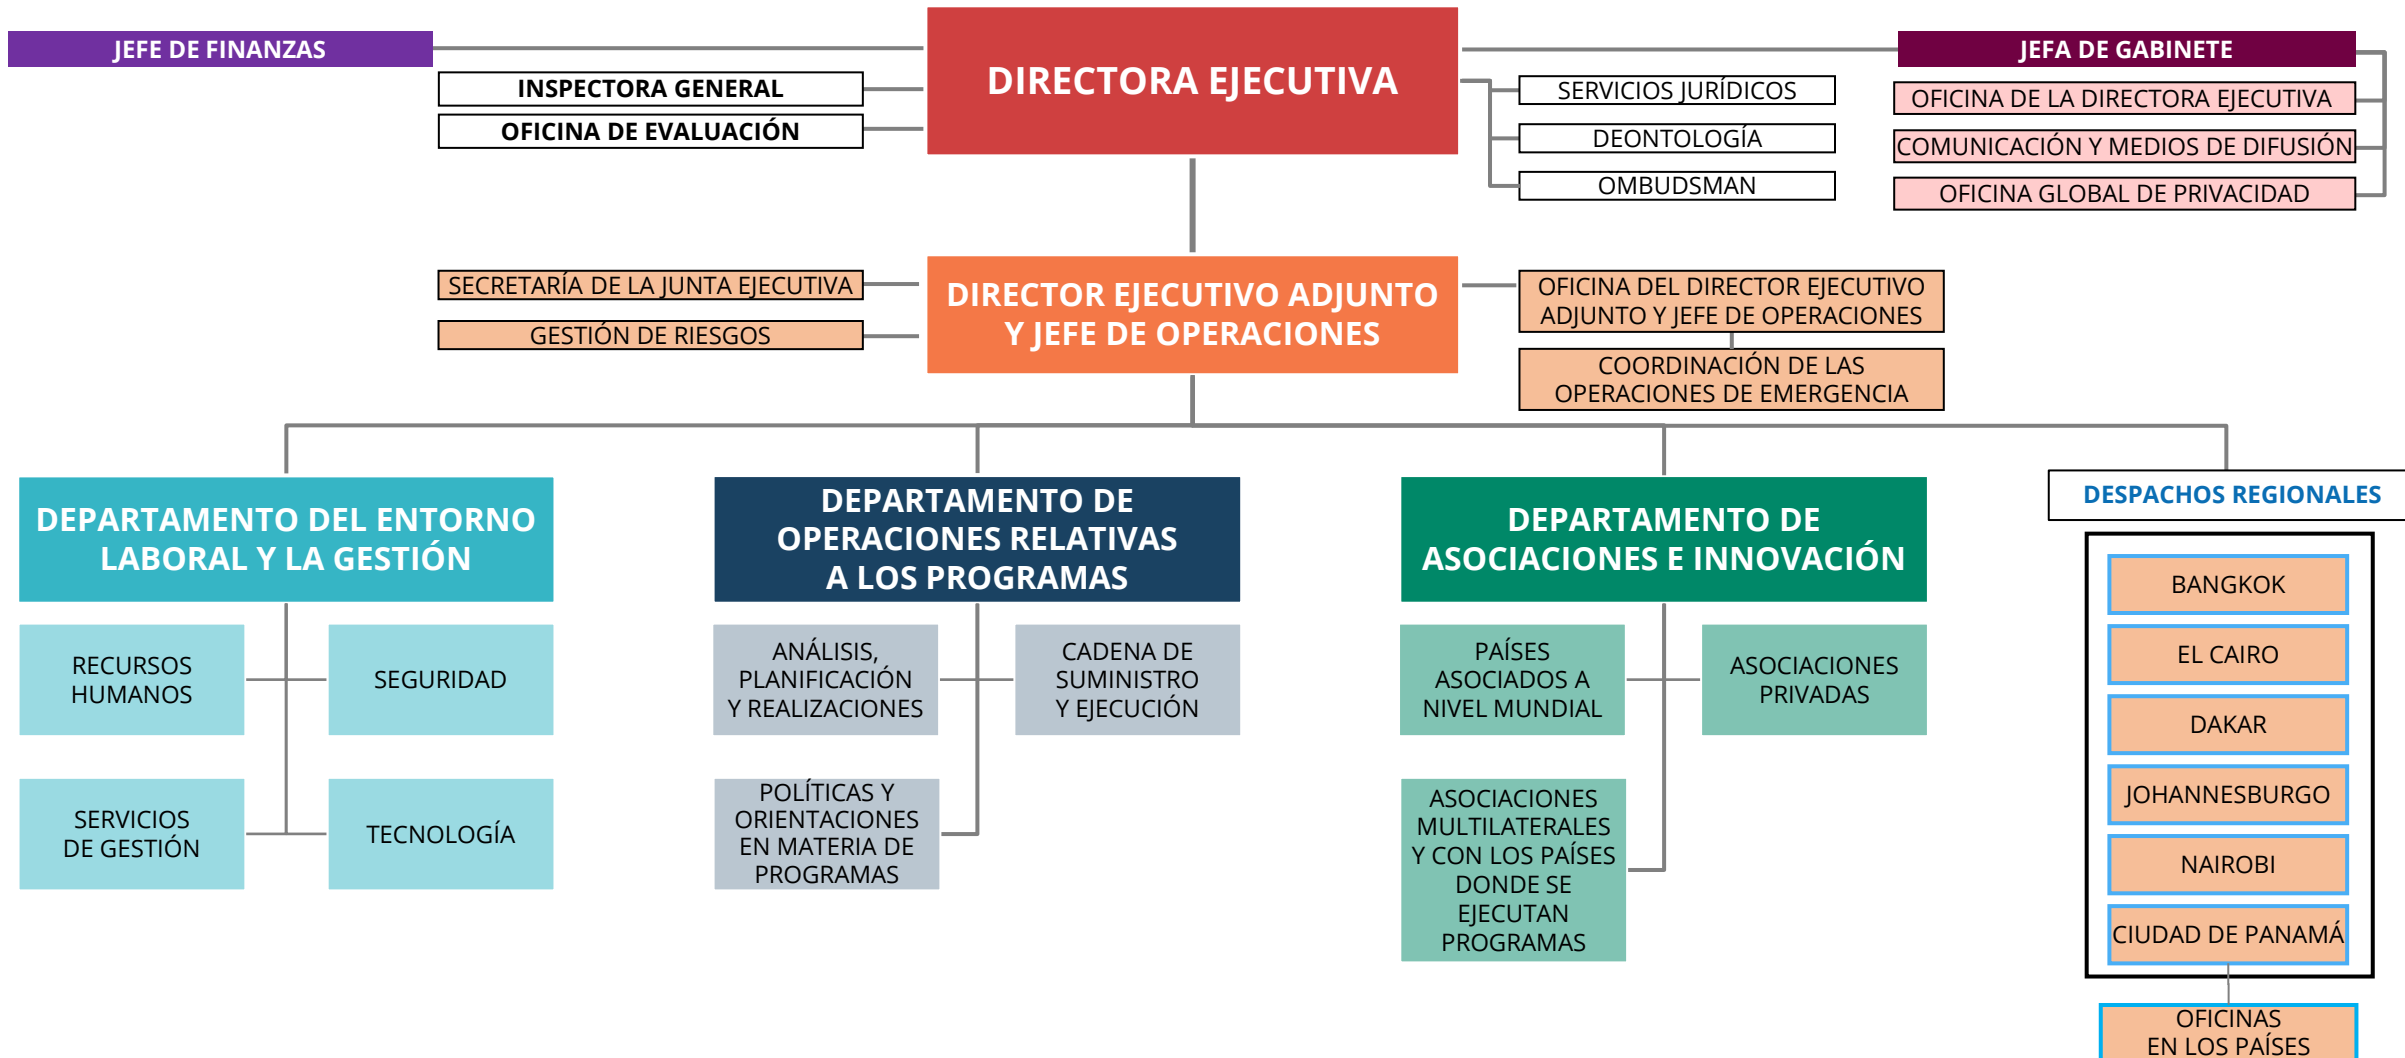 JEFE DE FINANZAS
INSPECTORA GENERAL
OFICINA DE EVALUACIÓN
DIRECTORA EJECUTIVA
SERVICIOS JURÍDICOS
DEONTOLOGÍA
OMBUDSMAN
JEFA DE GABINETE
OFICINA DE LA DIRECTORA EJECUTIVA
COMUNICACIÓN Y MEDIOS DE DIFUSIÓN
OFICINA GLOBAL DE PRIVACIDAD
SECRETARÍA DE LA JUNTA EJECUTIVA
GESTIÓN DE RIESGOS
DIRECTOR EJECUTIVO ADJUNTO
Y JEFE DE OPERACIONES
OFICINA DEL DIRECTOR EJECUTIVO
ADJUNTO Y JEFE DE OPERACIONES
COORDINACIÓN DE LAS
OPERACIONES DE EMERGENCIA
DEPARTAMENTO DEL ENTORNO
LABORAL Y LA GESTIÓN
RECURSOS
HUMANOS
SEGURIDAD
SERVICIOS
DE GESTIÓN
TECNOLOGÍA
DEPARTAMENTO DE
OPERACIONES RELATIVAS
A LOS PROGRAMAS
ANÁLISIS,
PLANIFICACIÓN
Y REALIZACIONES
CADENA DE
SUMINISTRO
Y EJECUCIÓN
POLÍTICAS Y
ORIENTACIONES
EN MATERIA DE
PROGRAMAS
DEPARTAMENTO DE
ASOCIACIONES E INNOVACIÓN
PAÍSES
ASOCIADOS A
NIVEL MUNDIAL
ASOCIACIONES
PRIVADAS
ASOCIACIONES
MULTILATERALES
Y CON LOS PAÍSES
DONDE SE
EJECUTAN
PROGRAMAS
DESPACHOS REGIONALES
BANGKOK
EL CAIRO
DAKAR
JOHANNESBURGO
NAIROBI
CIUDAD DE PANAMÁ
OFICINAS
EN LOS PAÍSES